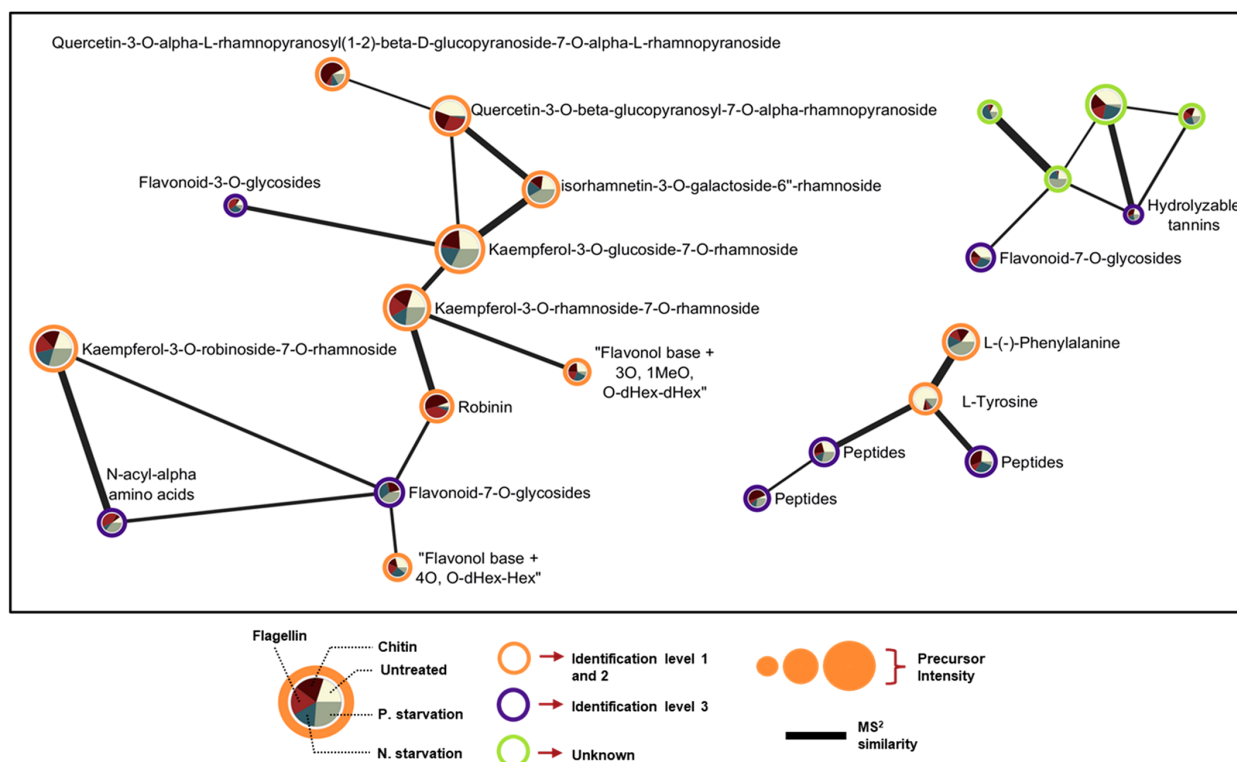 Quercetin-3-O-alpha-L-rhamnopyranosyl(1-2)-beta-D-glucopyranoside-7-O-alpha-L-rhamnopyranoside
Quercetin-3-O-beta-glucopyranosyl-7-O-alpha-rhamnopyranoside
Flavonoid-3-O-glycosides
isorhamnetin-3-O-galactoside-6"-rhamnoside
Kaempferol-3-O-glucoside-7-O-rhamnoside
Kaempferol-3-O-rhamnoside-7-O-rhamnoside
Kaempferol-3-O-robinoside-7-O-rhamnoside
"Flavonol base +
3O, 1MeO,
O-dHex-dHex"
Robinin
N-acyl-alpha
amino acids
Flavonoid-7-O-glycosides
"Flavonol base +
4O, O-dHex-Hex"
Hydrolyzable
tannins
Flavonoid-7-O-glycosides
L-(-)-Phenylalanine
L-Tyrosine
Peptides
Peptides
Peptides
Flagellin
Chitin
Untreated
P. starvation
N. starvation
Identification level 1
and 2
Identification level 3
Unknown
Precursor
Intensity
MS²
similarity